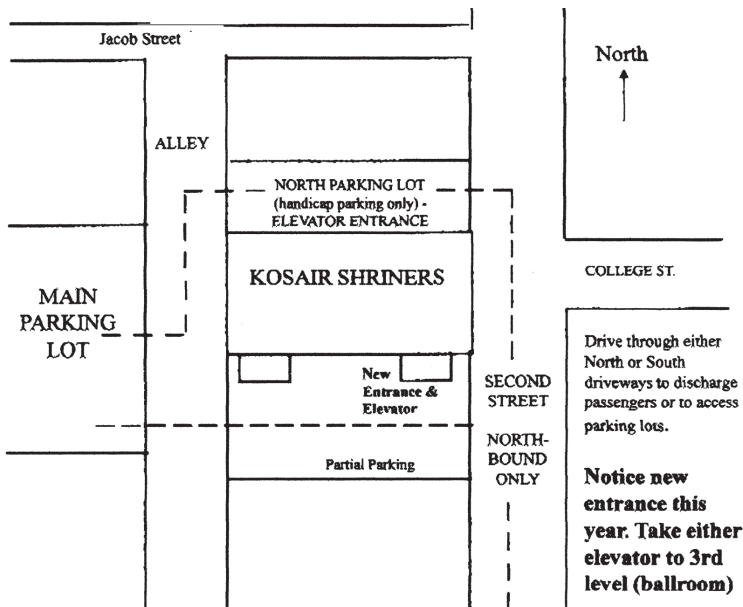 Jacob Street
North
ALLEY
NORTH PARKING LOT
(handicap parking only) -
ELEVATOR ENTRANCE
KOSAIR SHRINERS
COLLEGE ST.
MAIN
PARKING
LOT
New
Entrance &
Elevator
SECOND
STREET
NORTH-
BOUND
ONLY
Partial Parking
Drive through either
North or South
driveways to discharge
passengers or to access
parking lots.
Notice new
entrance this
year. Take either
elevator to 3rd
level (ballroom)